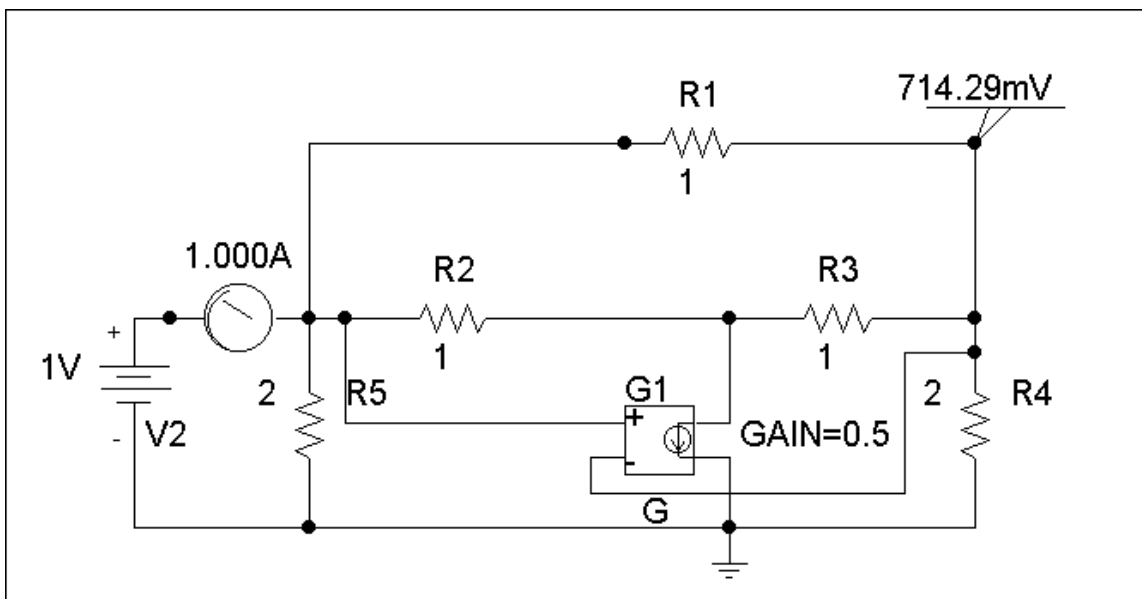 714.29mV
R1
1
1.000A
R2
R3
+
1
1
1V
2
R5
G1
2
R4
-
V2
+
-
GAIN=0.5
G